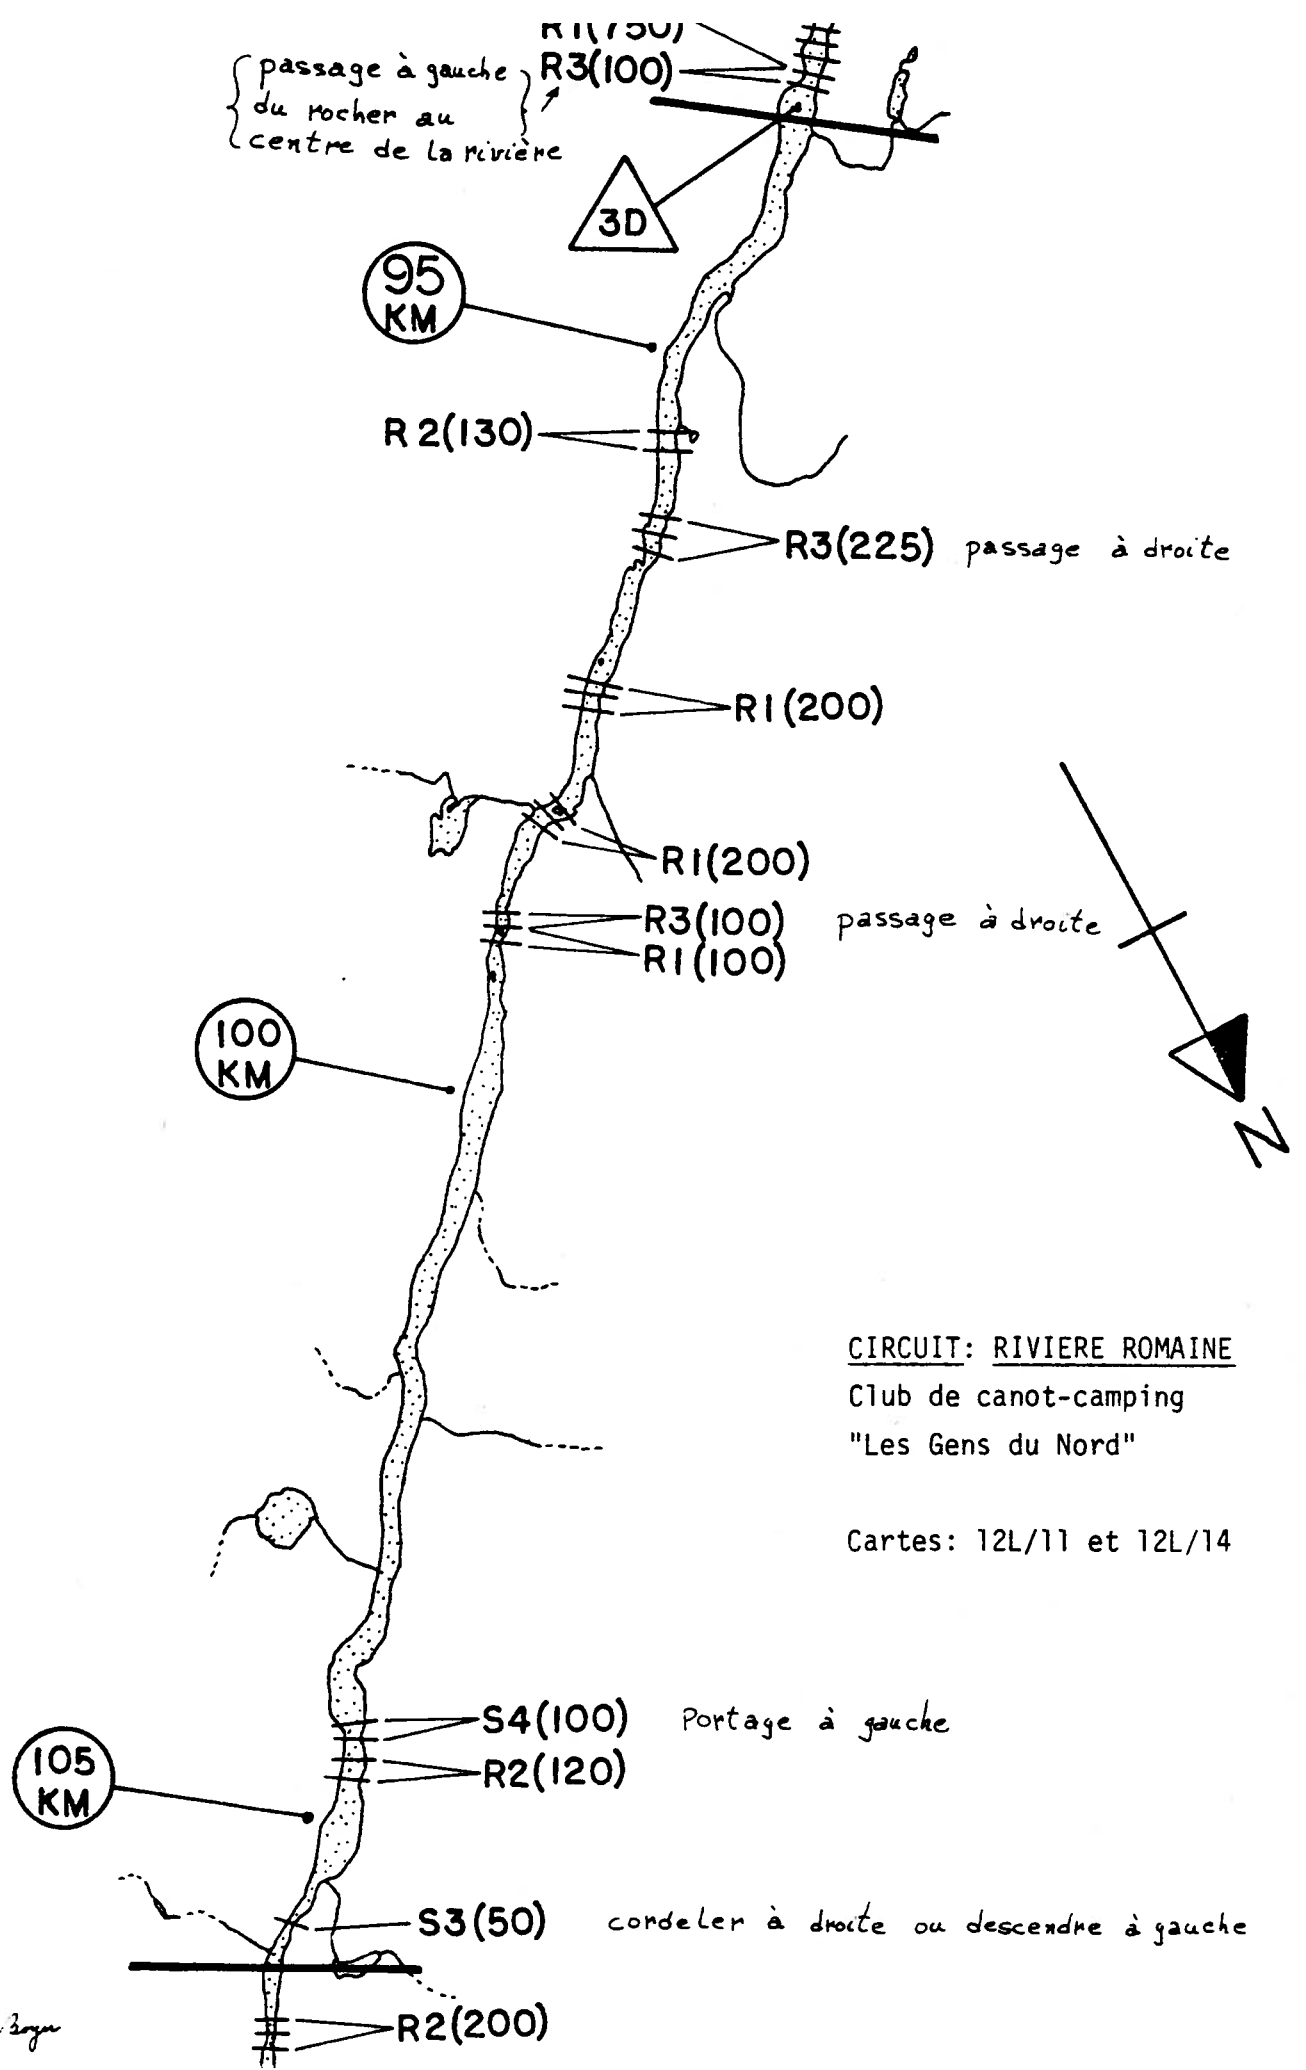 R1(750)
passage à gauche R3(100)
du rocher au
centre de la rivière
3D
95
KM
R2(130)
R3(225) passage à droite
R1(200)
R1(200)
R3(100) passage à droite
R1(100)
100
KM
N
CIRCUIT: RIVIERE ROMAINE
Club de canot-camping
"Les Gens du Nord"
Cartes: 12L/11 et 12L/14
S4(100) Portage à gauche
R2(120)
105
KM
S3(50) cordeler à droite ou descendre à gauche
R2(200)